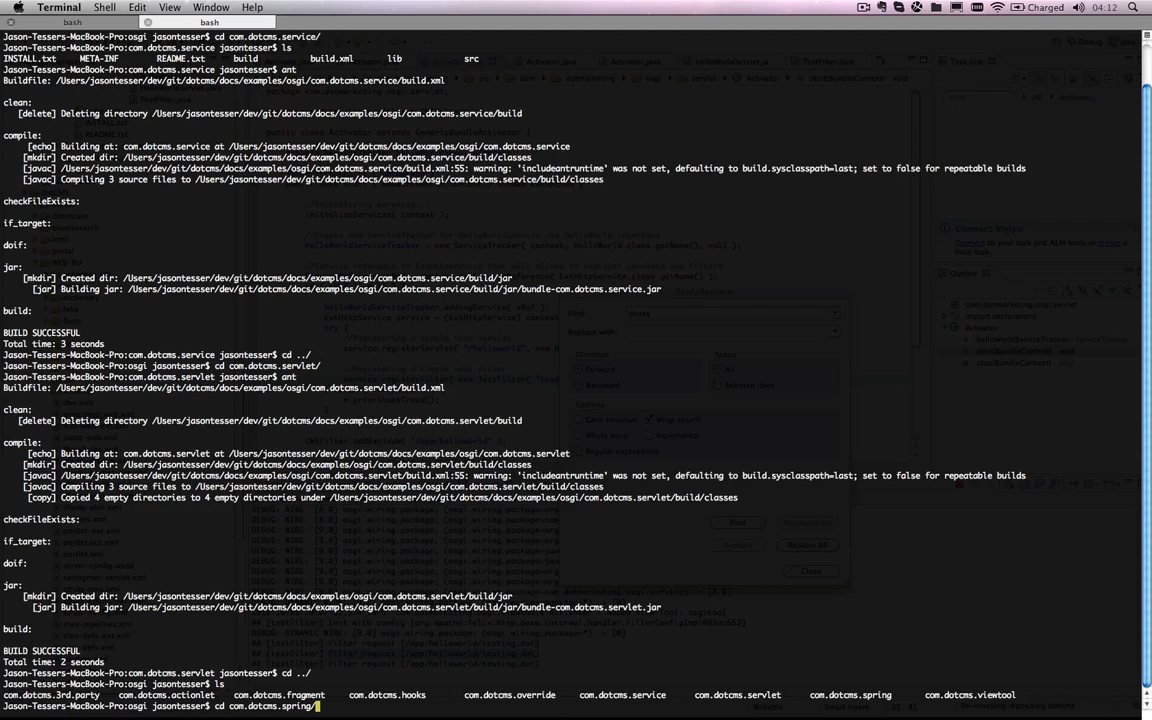 Terminal Shell Edit View Window Help Charged 04:12
bash bash
Jason-Tessers-MacBook-Pro:osgi jasontesser$ cd com.dotcms.service/
Jason-Tessers-MacBook-Pro:com.dotcms.service jasontesser$ ls
INSTALL.txt META-INF README.txt build build.xml lib src
Jason-Tessers-MacBook-Pro:com.dotcms.service jasontesser$ ant
Buildfile: /Users/jasontesser/dev/git/dotcms/docs/examples/osgi/com.dotcms.service/build.xml
clean:
[delete] Deleting directory /Users/jasontesser/dev/git/dotcms/docs/examples/osgi/com.dotcms.service/build
compile:
[echo] Building at: com.dotcms.service at /Users/jasontesser/dev/git/dotcms/docs/examples/osgi/com.dotcms.service
[mkdir] Created dir: /Users/jasontesser/dev/git/dotcms/docs/examples/osgi/com.dotcms.service/build/classes
[javac] /Users/jasontesser/dev/git/dotcms/docs/examples/osgi/com.dotcms.service/build.xml:55: warning: 'includeantruntime' was not set, defaulting to build.sysclasspath=last; set to false for repeatable builds
[javac] Compiling 3 source files to /Users/jasontesser/dev/git/dotcms/docs/examples/osgi/com.dotcms.service/build/classes
checkFileExists:
if_target:
doif:
jar:
[mkdir] Created dir: /Users/jasontesser/dev/git/dotcms/docs/examples/osgi/com.dotcms.service/build/jar
[jar] Building jar: /Users/jasontesser/dev/git/dotcms/docs/examples/osgi/com.dotcms.service/build/jar/bundle-com.dotcms.service.jar
build:
BUILD SUCCESSFUL
Total time: 3 seconds
Jason-Tessers-MacBook-Pro:com.dotcms.service jasontesser$ cd ../
Jason-Tessers-MacBook-Pro:osgi jasontesser$ cd com.dotcms.servlet/
Jason-Tessers-MacBook-Pro:com.dotcms.servlet jasontesser$ ant
Buildfile: /Users/jasontesser/dev/git/dotcms/docs/examples/osgi/com.dotcms.servlet/build.xml
clean:
[delete] Deleting directory /Users/jasontesser/dev/git/dotcms/docs/examples/osgi/com.dotcms.servlet/build
compile:
[echo] Building at: com.dotcms.servlet at /Users/jasontesser/dev/git/dotcms/docs/examples/osgi/com.dotcms.servlet
[mkdir] Created dir: /Users/jasontesser/dev/git/dotcms/docs/examples/osgi/com.dotcms.servlet/build/classes
[javac] /Users/jasontesser/dev/git/dotcms/docs/examples/osgi/com.dotcms.servlet/build.xml:55: warning: 'includeantruntime' was not set, defaulting to build.sysclasspath=last; set to false for repeatable builds
[javac] Compiling 3 source files to /Users/jasontesser/dev/git/dotcms/docs/examples/osgi/com.dotcms.servlet/build/classes
[copy] Copied 4 empty directories to 4 empty directories under /Users/jasontesser/dev/git/dotcms/docs/examples/osgi/com.dotcms.servlet/build/classes
checkFileExists:
if_target:
doif:
jar:
[mkdir] Created dir: /Users/jasontesser/dev/git/dotcms/docs/examples/osgi/com.dotcms.servlet/build/jar
[jar] Building jar: /Users/jasontesser/dev/git/dotcms/docs/examples/osgi/com.dotcms.servlet/build/jar/bundle-com.dotcms.servlet.jar
build:
BUILD SUCCESSFUL
Total time: 2 seconds
Jason-Tessers-MacBook-Pro:com.dotcms.servlet jasontesser$ cd ../
Jason-Tessers-MacBook-Pro:osgi jasontesser$ ls
com.dotcms.3rd.party com.dotcms.actionlet com.dotcms.fragment com.dotcms.hooks com.dotcms.override com.dotcms.service com.dotcms.servlet com.dotcms.spring com.dotcms.viewtool
Jason-Tessers-MacBook-Pro:osgi jasontesser$ cd com.dotcms.spring/